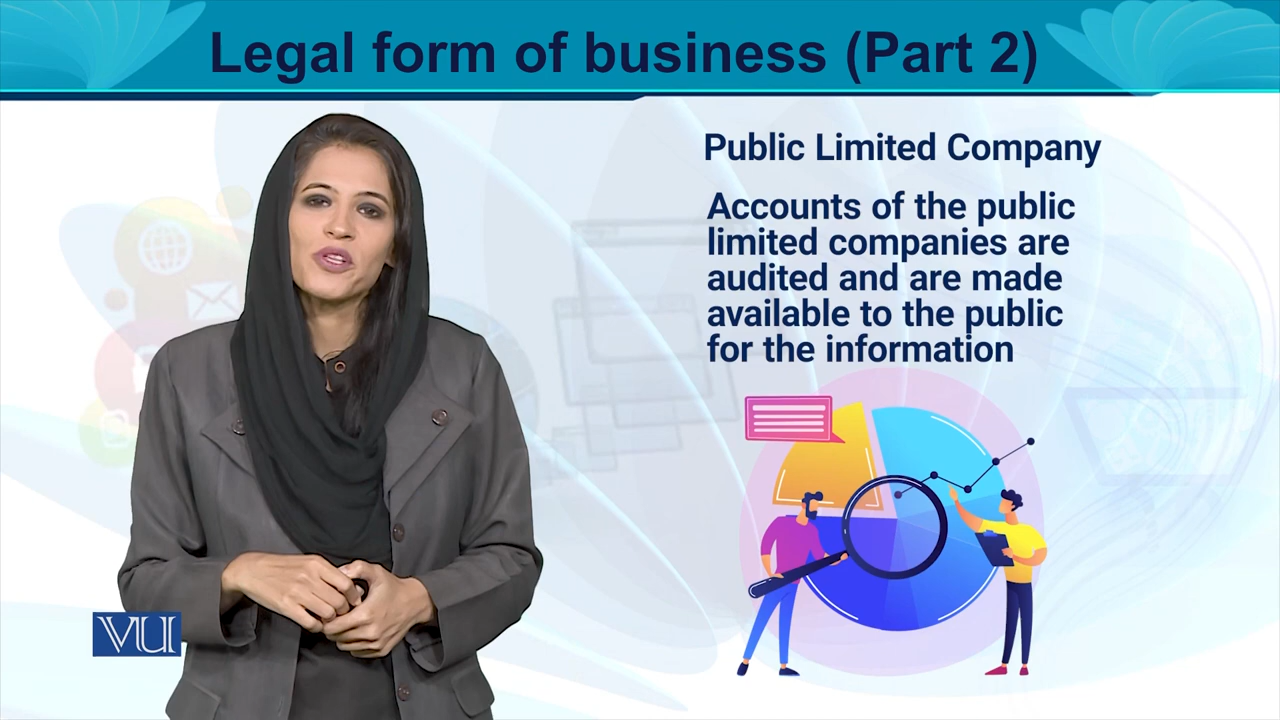 Legal form of business (Part 2)
Public Limited Company
Accounts of the public
limited companies are
audited and are made
available to the public
for the information
VU